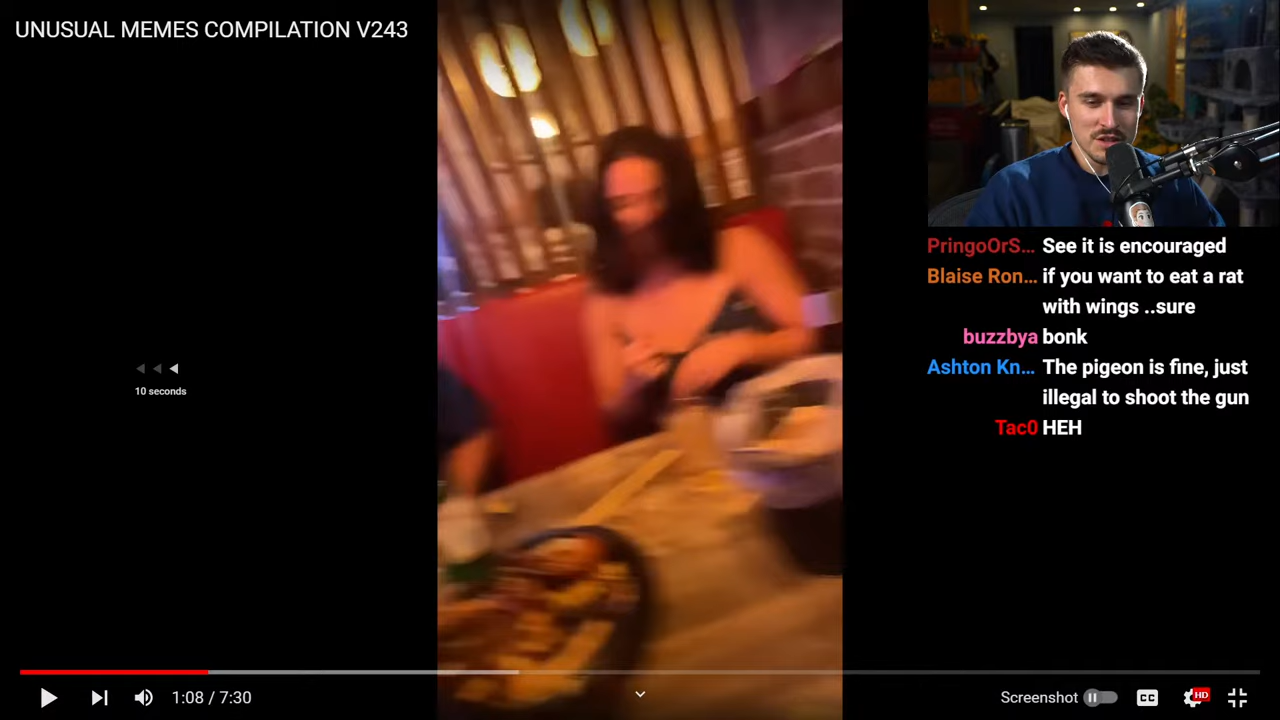 UNUSUAL MEMES COMPILATION V243
PringoOrS... See it is encouraged
Blaise Ron... if you want to eat a rat
with wings ..sure
buzzbya bonk
Ashton Kn... The pigeon is fine, just
illegal to shoot the gun
Tac0 HEH
10 seconds
1:08 / 7:30
Screenshot
CC
HD